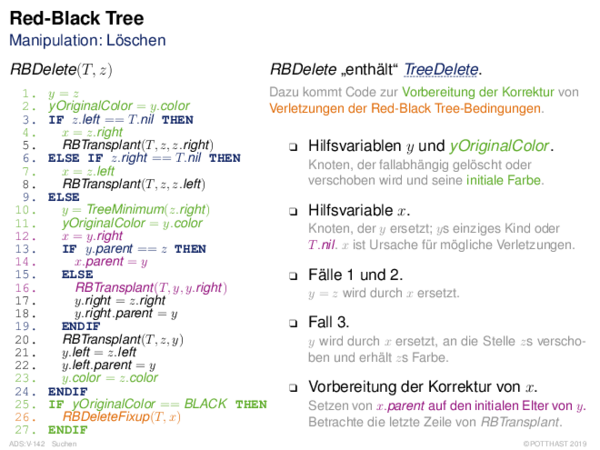 Red-Black Tree
Manipulation: Löschen
RBDelete(T, z)
1. y = z
2. yOriginalColor = y.color
3. IF z.left == T.nil THEN
4. x = z.right
5. RBTransplant(T, z, z.right)
6. ELSE IF z.right == T.nil THEN
7. x = z.left
8. RBTransplant(T, z, z.left)
9. ELSE
10. y = TreeMinimum(z.right)
11. yOriginalColor = y.color
12. x = y.right
13. IF y.parent == z THEN
14. x.parent = y
15. ELSE
16. RBTransplant(T, y, y.right)
17. y.right = z.right
18. y.right.parent = y
19. ENDIF
20. RBTransplant(T, z, y)
21. y.left = z.left
22. y.left.parent = y
23. y.color = z.color
24. ENDIF
25. IF yOriginalColor == BLACK THEN
26. RBDeleteFixup(T, x)
27. ENDIF
RBDelete „enthält“ TreeDelete.
Dazu kommt Code zur Vorbereitung der Korrektur von
Verletzungen der Red-Black Tree-Bedingungen.
❑ Hilfsvariablen y und yOriginalColor.
Knoten, der fallabhängig gelöscht oder
verschoben wird und seine initiale Farbe.
❑ Hilfsvariable x.
Knoten, der y ersetzt; ys einziges Kind oder
T.nil. x ist Ursache für mögliche Verletzungen.
❑ Fälle 1 und 2.
y = z wird durch x ersetzt.
❑ Fall 3.
y wird durch x ersetzt, an die Stelle zs verscho-
ben und erhält zs Farbe.
❑ Vorbereitung der Korrektur von x.
Setzen von x.parent auf den initialen Elter von y.
Betrachte die letzte Zeile von RBTransplant.
ADS:V-142 Suchen
©POTTHAST 2019